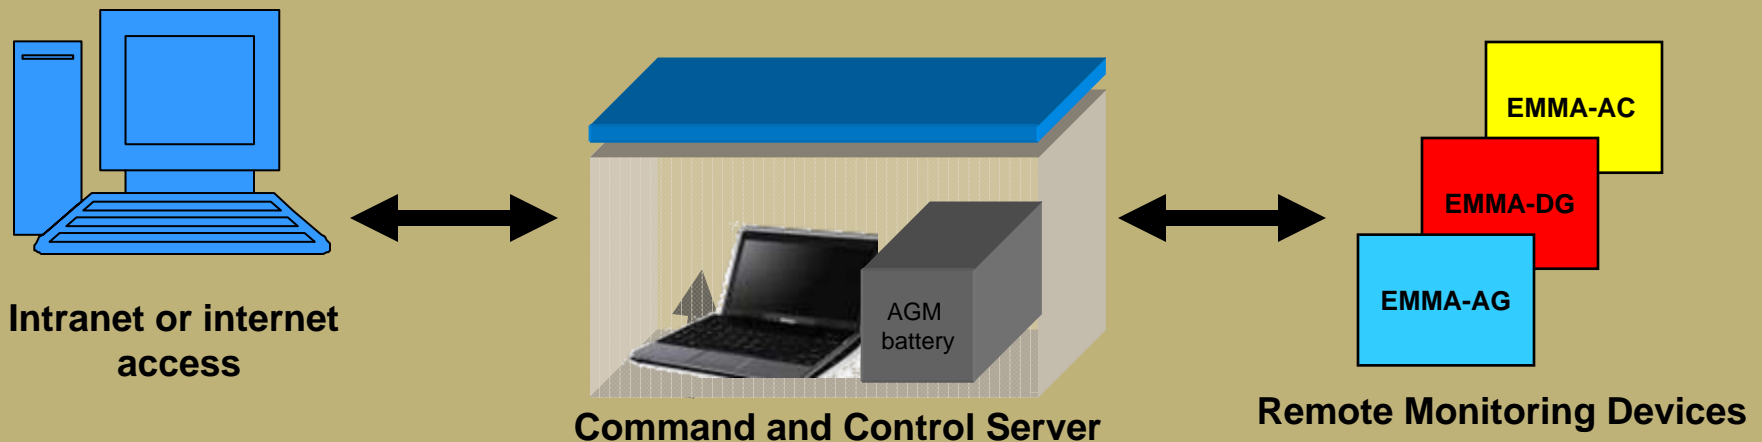 Intranet or internet
access
AGM
battery
Command and Control Server
EMMA-AC
EMMA-DG
EMMA-AG
Remote Monitoring Devices